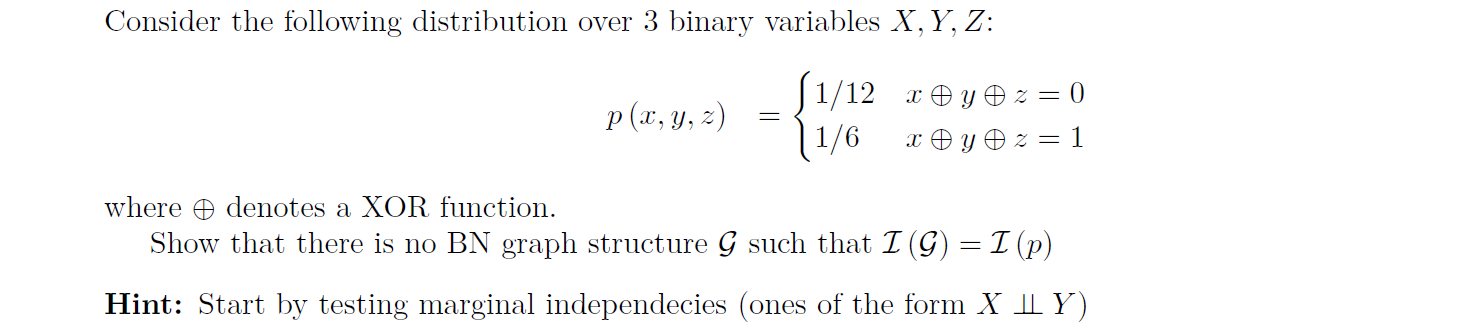 Consider the following distribution over 3 binary variables X, Y, Z:
p (x, y, z) = { 1/12 x ⊕ y ⊕ z = 0
1/6 x ⊕ y ⊕ z = 1
where ⊕ denotes a XOR function.
Show that there is no BN graph structure 𝒢 such that ℐ (𝒢) = ℐ (p)
Hint: Start by testing marginal independecies (ones of the form X ⫫ Y)